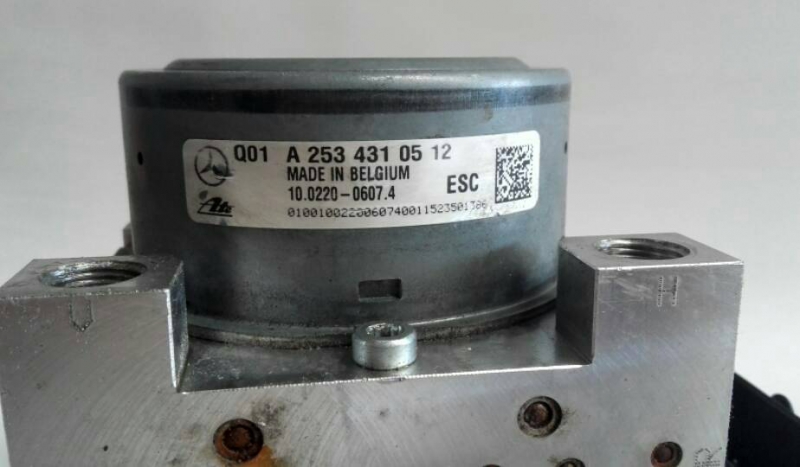 Q01 A 253 431 05 12
MADE IN BELGIUM
10.0220-0607.4 ESC
Ate
V
H